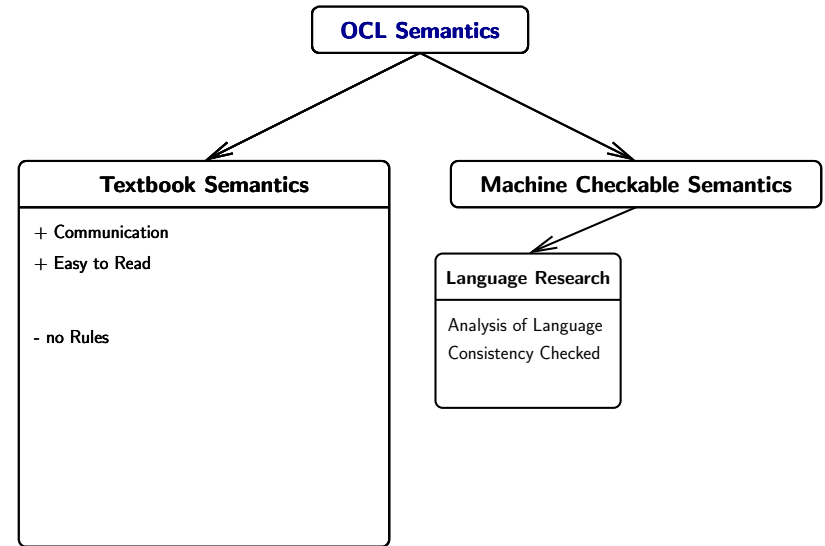 OCL Semantics
Textbook Semantics
+ Communication
+ Easy to Read
- no Rules
Machine Checkable Semantics
Language Research
Analysis of Language
Consistency Checked